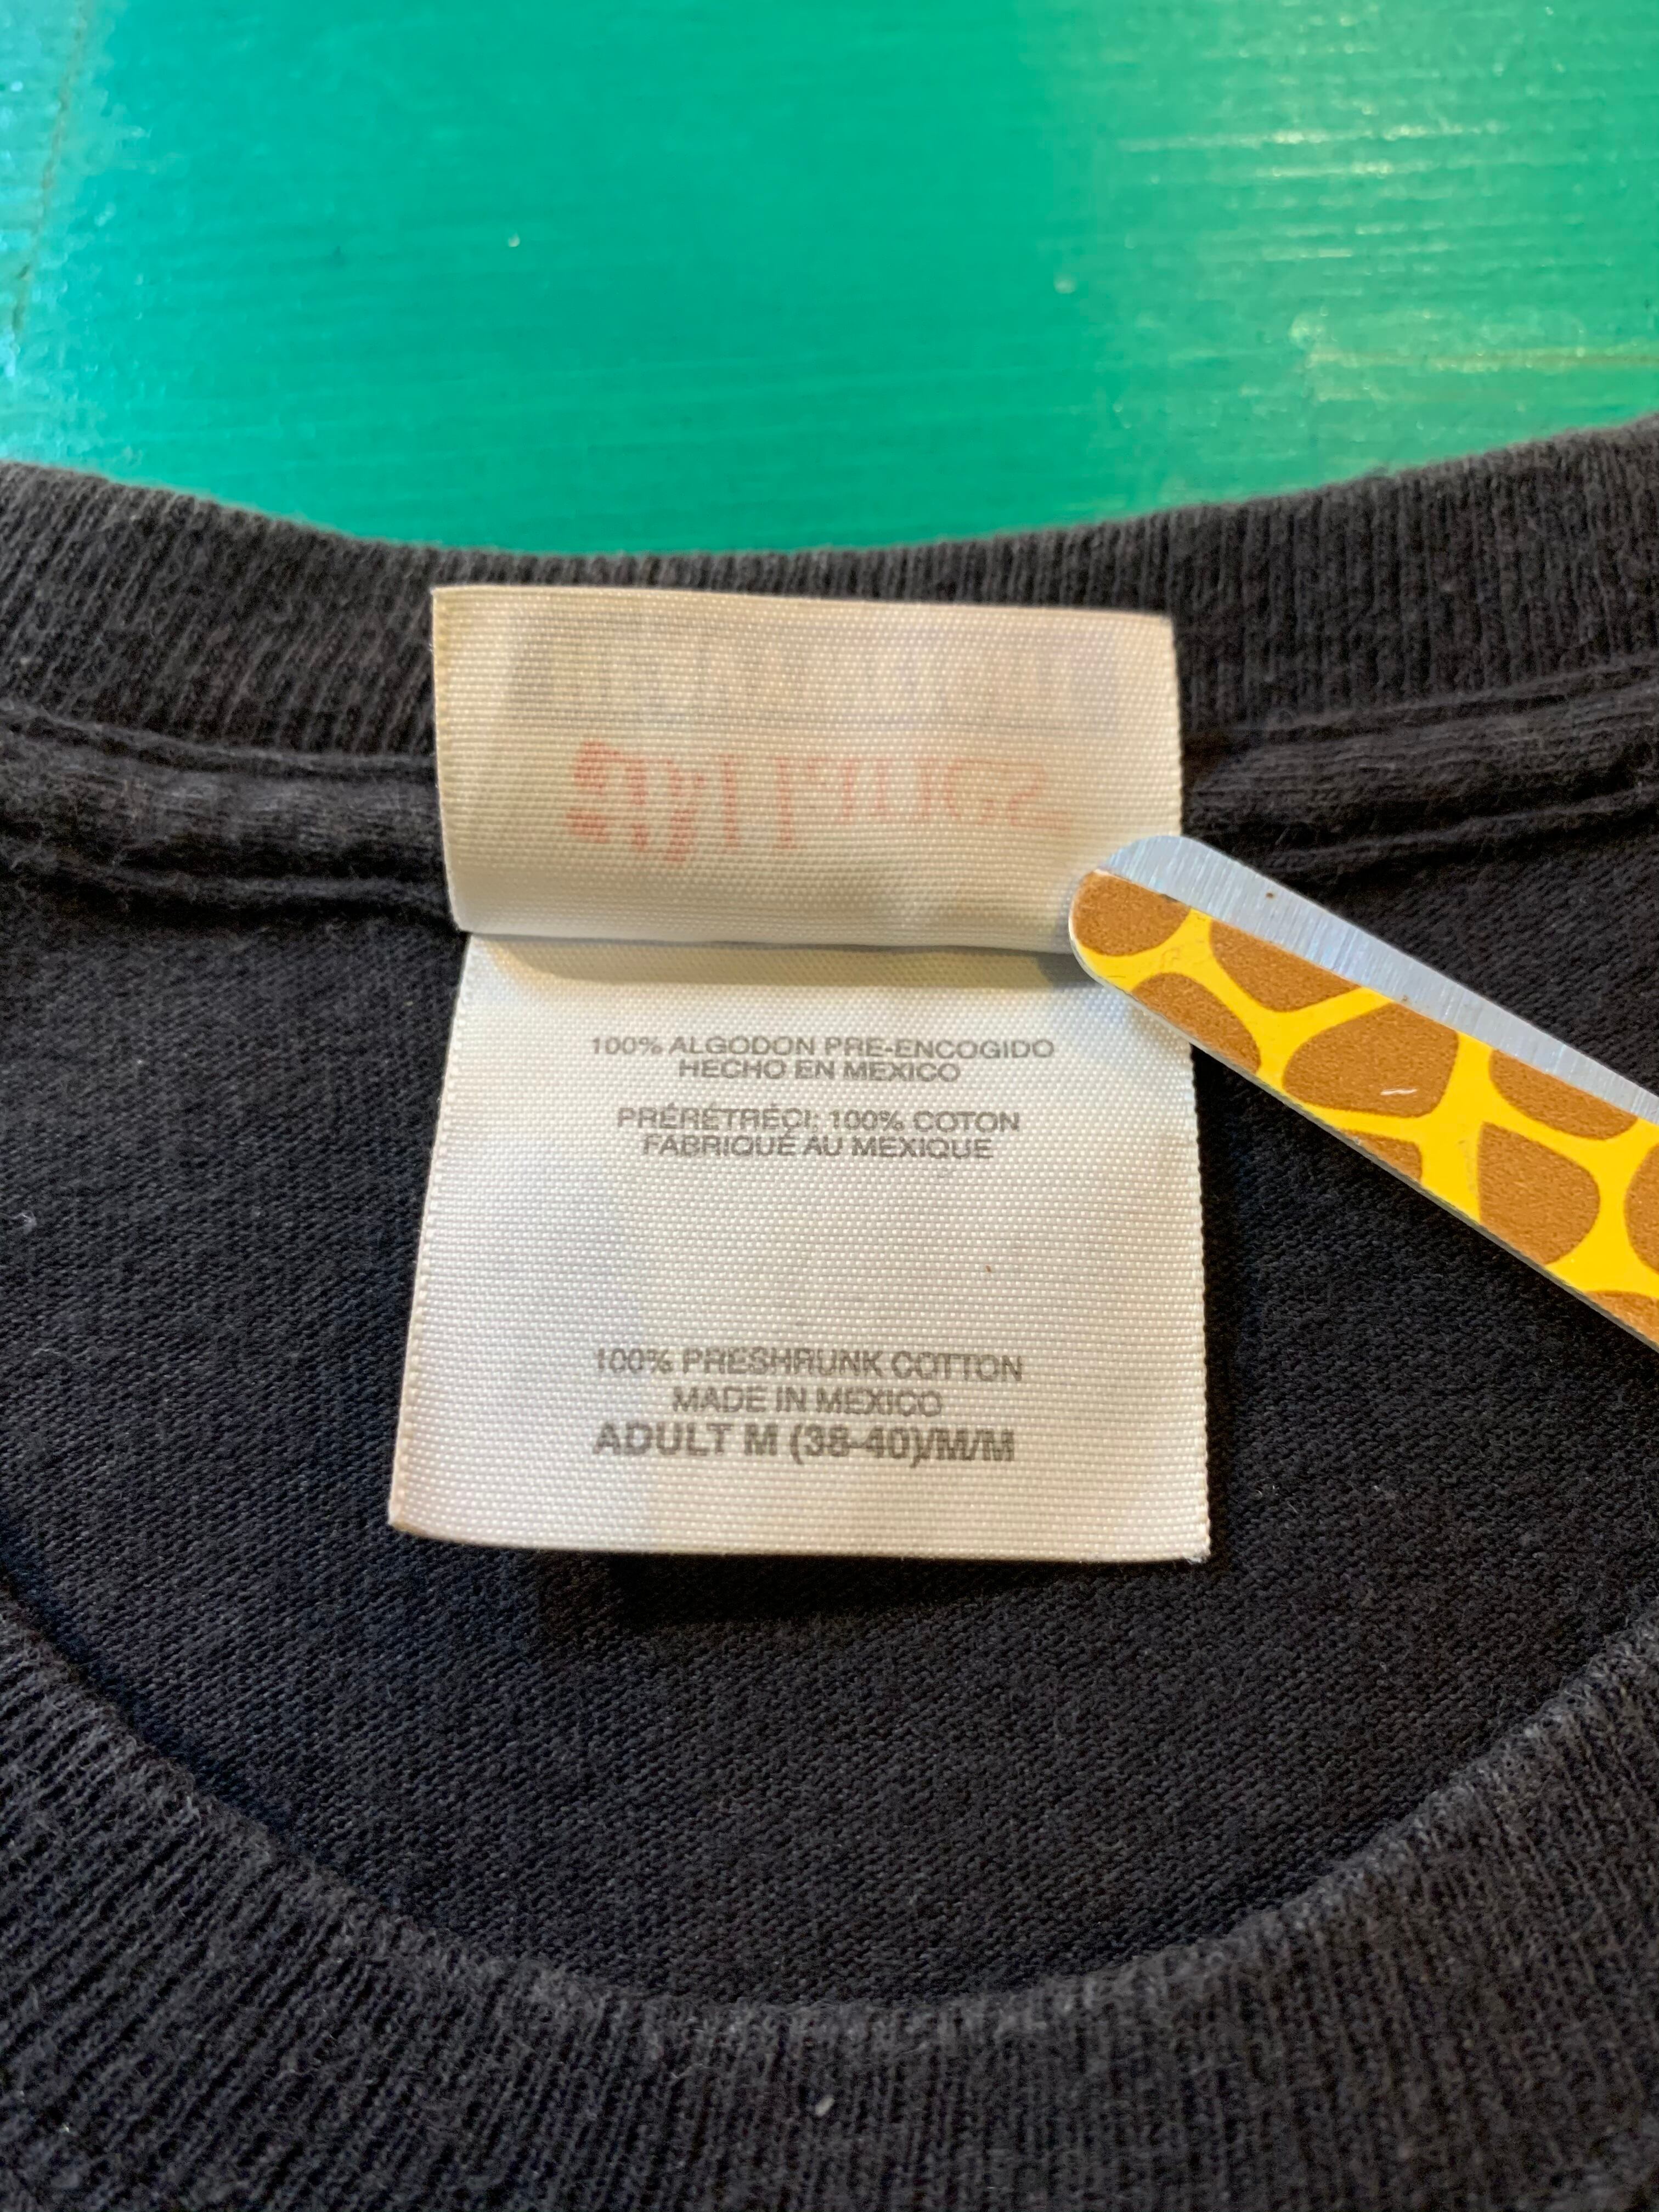 100% ALGODON PRE-ENCOGIDO
HECHO EN MEXICO
PRÉRÉTRÉCI: 100% COTON
FABRIQUÉ AU MEXIQUE
100% PRESHRUNK COTTON
MADE IN MEXICO
ADULT M (38-40)/M/M